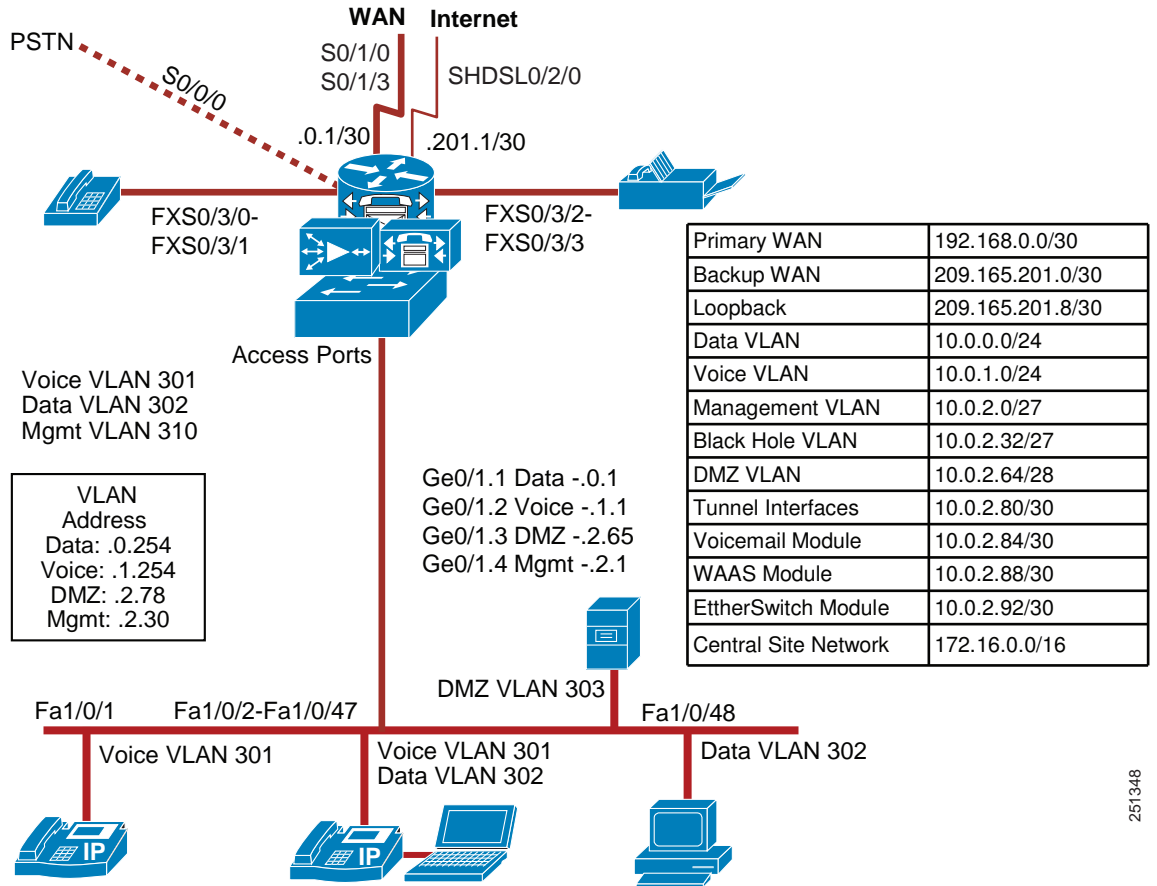 WAN
Internet
PSTN
S0/0/0
S0/1/0
S0/1/3
SHDSL0/2/0
.0.1/30
.201.1/30
FXS0/3/0-
FXS0/3/1
FXS0/3/2-
FXS0/3/3
Access Ports
Primary WAN 192.168.0.0/30
Backup WAN 209.165.201.0/30
Loopback 209.165.201.8/30
Data VLAN 10.0.0.0/24
Voice VLAN 10.0.1.0/24
Management VLAN 10.0.2.0/27
Black Hole VLAN 10.0.2.32/27
DMZ VLAN 10.0.2.64/28
Tunnel Interfaces 10.0.2.80/30
Voicemail Module 10.0.2.84/30
WAAS Module 10.0.2.88/30
EttherSwitch Module 10.0.2.92/30
Central Site Network 172.16.0.0/16
Voice VLAN 301
Data VLAN 302
Mgmt VLAN 310
VLAN
Address
Data: .0.254
Voice: .1.254
DMZ: .2.78
Mgmt: .2.30
Ge0/1.1 Data -.0.1
Ge0/1.2 Voice -.1.1
Ge0/1.3 DMZ -.2.65
Ge0/1.4 Mgmt -.2.1
DMZ VLAN 303
Fa1/0/1
Fa1/0/2-Fa1/0/47
Fa1/0/48
Voice VLAN 301
Voice VLAN 301
Data VLAN 302
Data VLAN 302
IP
IP
251348